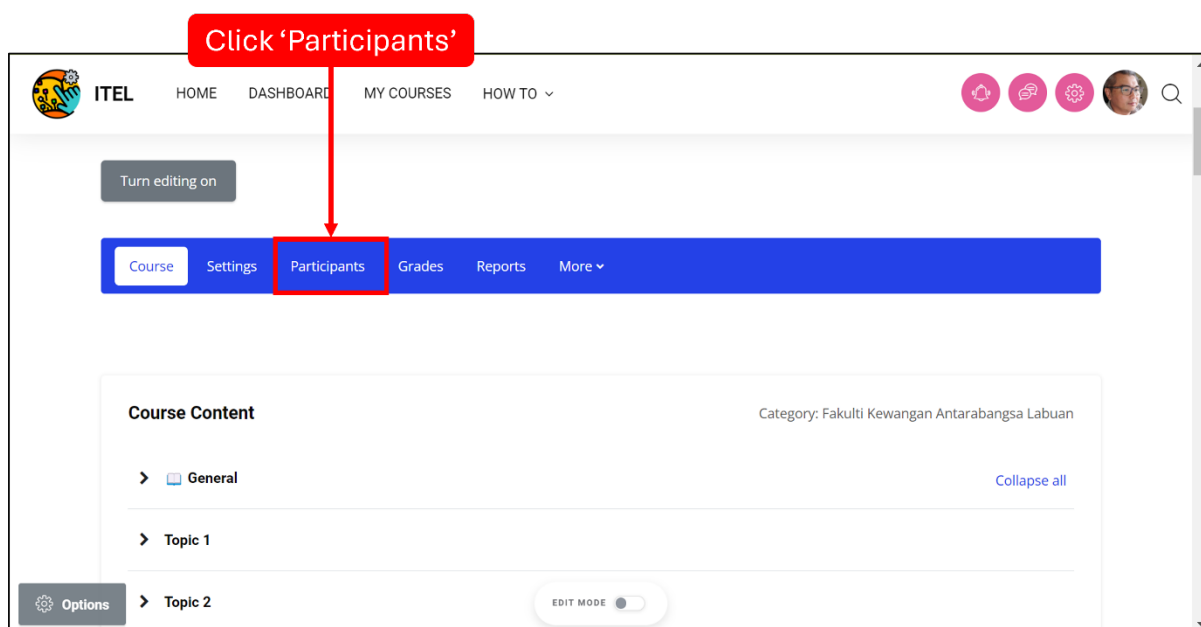 Click ‘Participants’
ITEL HOME DASHBOARD MY COURSES HOW TO
Turn editing on
Course Settings Participants Grades Reports More
Course Content Category: Fakulti Kewangan Antarabangsa Labuan
General Collapse all
Topic 1
Options Topic 2 EDIT MODE